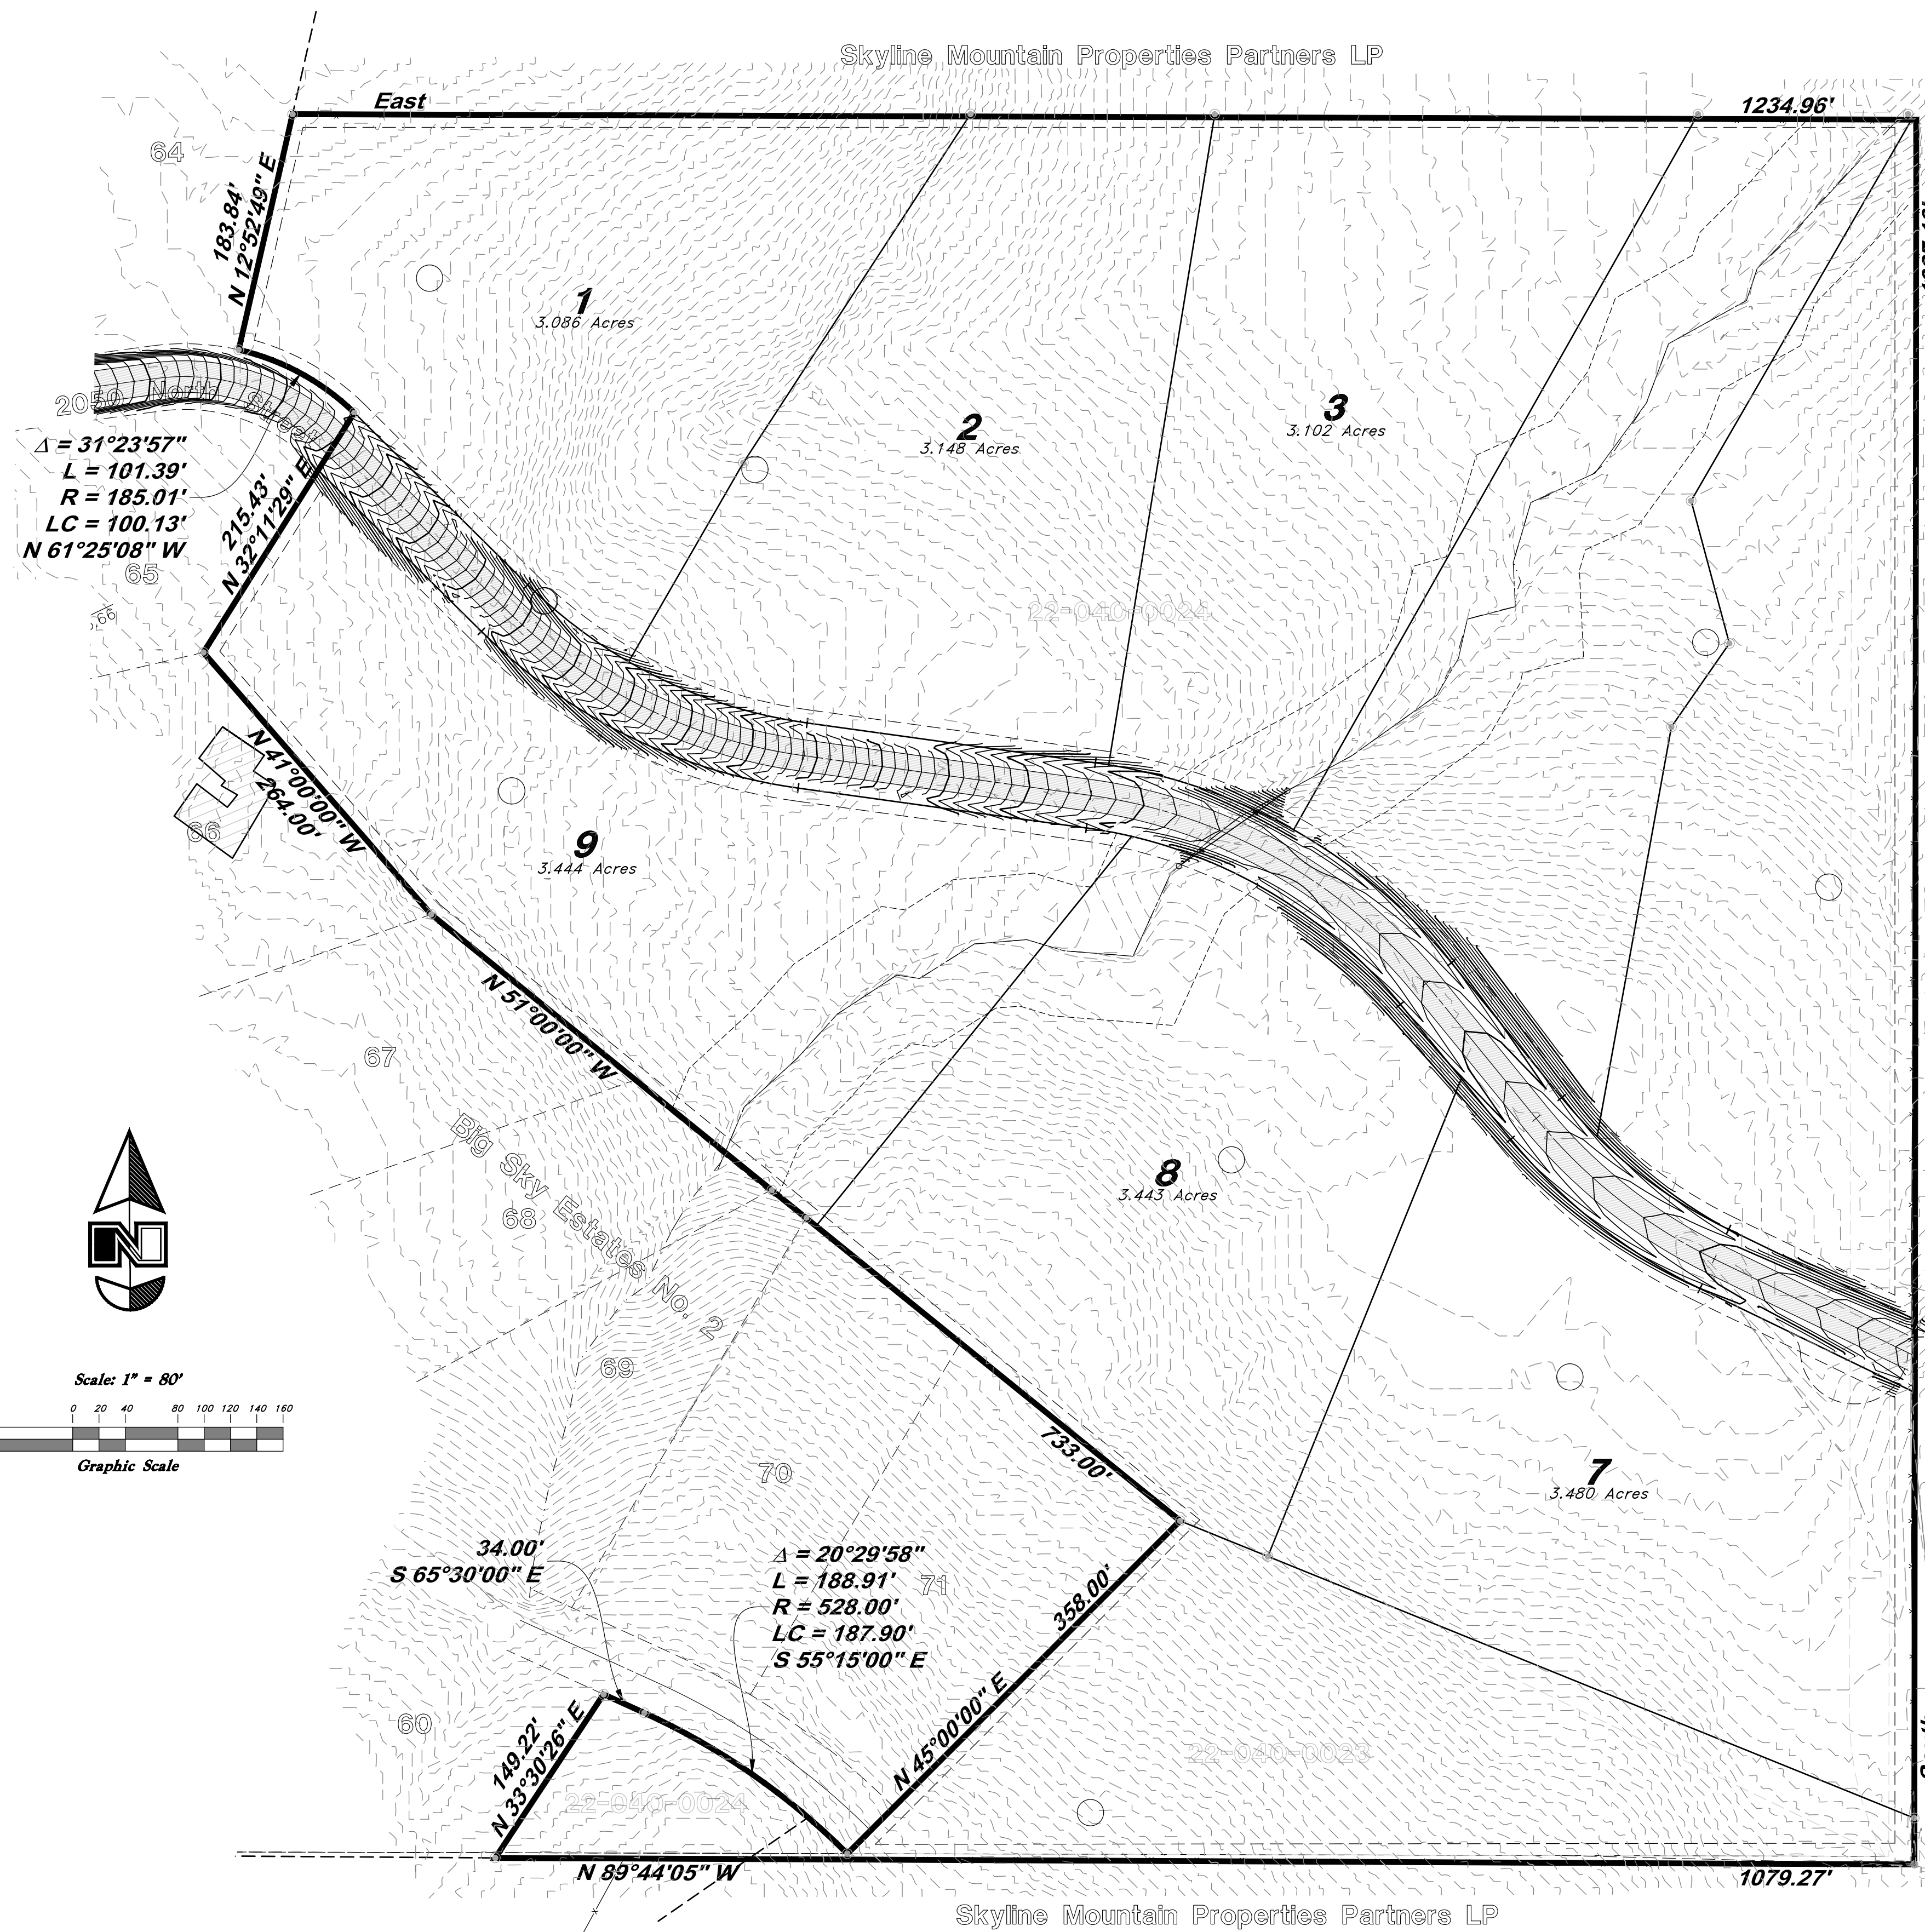 Skyline Mountain Properties Partners LP
East
1234.96'
64
183.84'
N 12°52'49" E
1
3.086 Acres
2050 North Street
Δ = 31°23'57"
L = 101.39'
R = 185.01'
LC = 100.13'
N 61°25'08" W
215.43'
N 32°11'29" E
65
2
3.148 Acres
3
3.102 Acres
22-040-0024
N 41°00'00" W
264.00'
66
9
3.444 Acres
N 51°00'00" W
67
Big Sky Estates No. 2
68
8
3.443 Acres
69
Scale: 1" = 80'
0 20 40 80 100 120 140 160
Graphic Scale
733.00'
70
7
3.480 Acres
34.00'
S 65°30'00" E
Δ = 20°29'58"
L = 188.91'
R = 528.00'
LC = 187.90'
S 55°15'00" E
71
358.00'
N 45°00'00" E
60
149.22'
N 33°30'26" E
22-040-0024
22-040-0023
N 89°44'05" W
1079.27'
Skyline Mountain Properties Partners LP
N